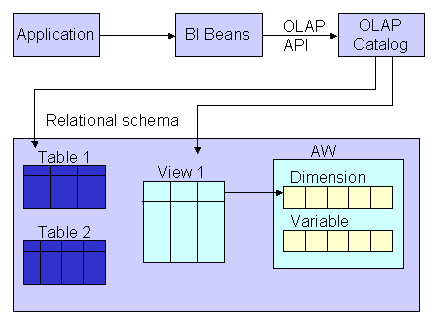 Application
BI Beans
OLAP
API
OLAP
Catalog
Relational schema
Table 1
Table 2
View 1
AW
Dimension
Variable